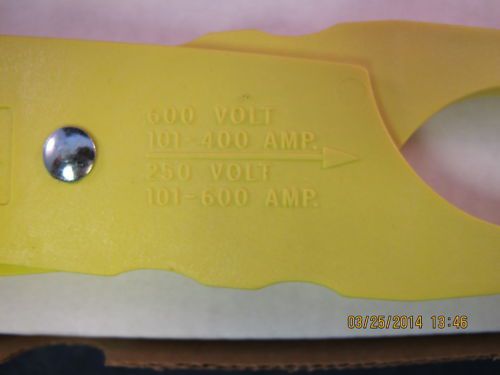 600 VOLT
101-400 AMP.
250 VOLT
101-600 AMP.
03/25/2014 13:46